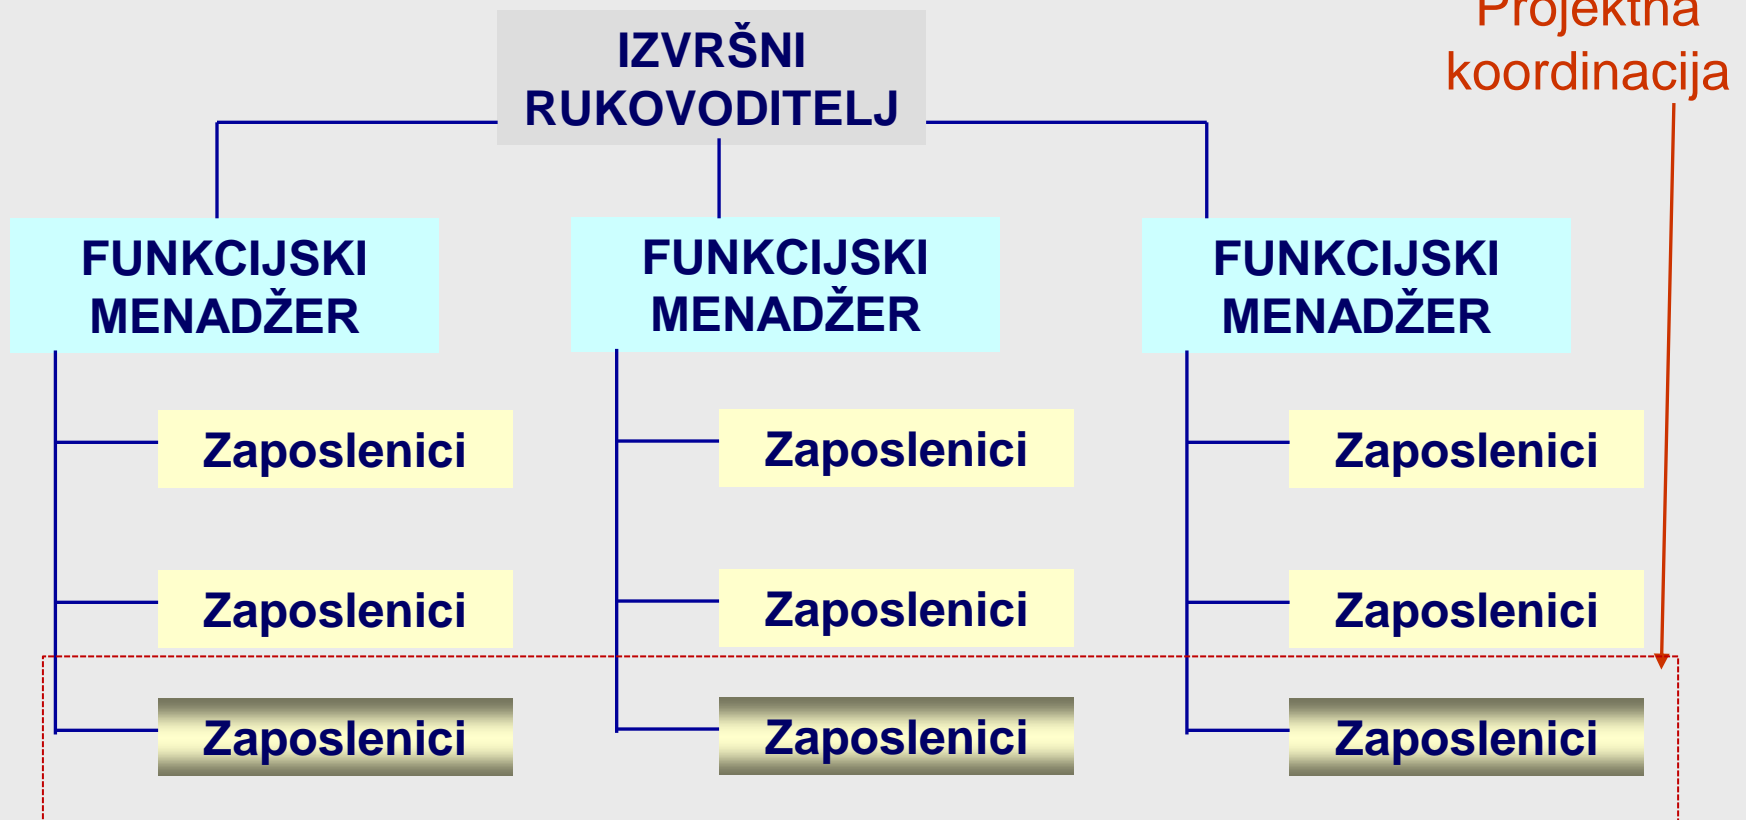 Projektna
koordinacija
IZVRŠNI
RUKOVODITELJ
FUNKCIJSKI
MENADŽER
FUNKCIJSKI
MENADŽER
FUNKCIJSKI
MENADŽER
Zaposlenici
Zaposlenici
Zaposlenici
Zaposlenici
Zaposlenici
Zaposlenici
Zaposlenici
Zaposlenici
Zaposlenici